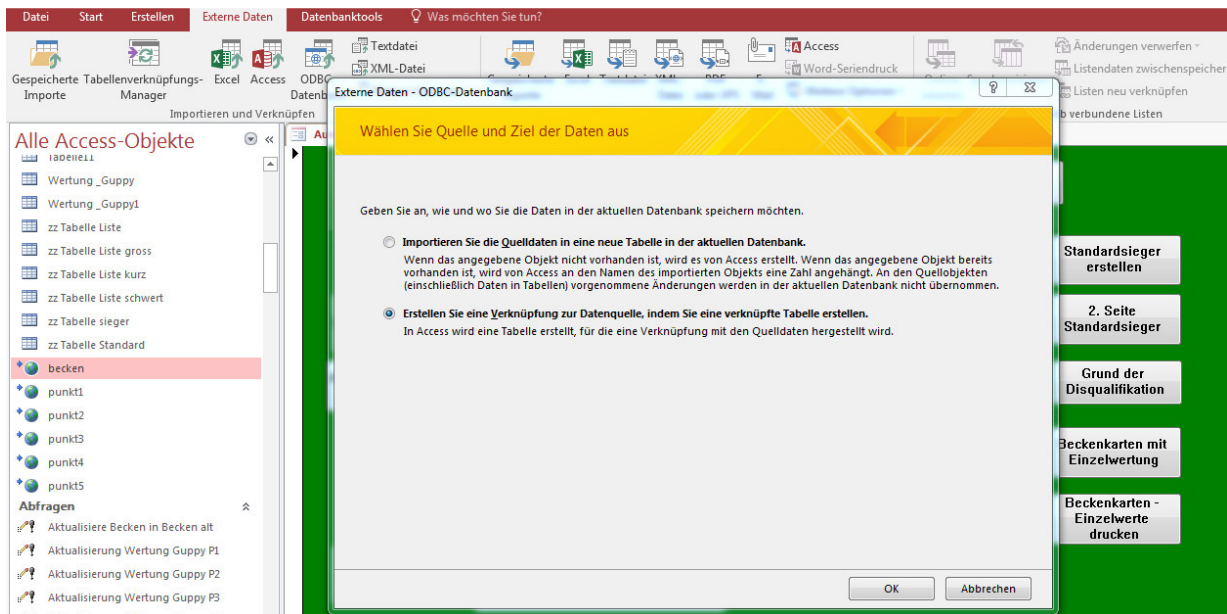 Datei Start Erstellen Externe Daten Datenbanktools Was möchten Sie tun?
Gespeicherte Importe
Tabellenverknüpfungs-Manager
Excel
Access
ODBC
Datenb
Textdatei
XML-Datei
Access
Word-Seriendruck
Änderungen verwerfen
Listendaten zwischenspeicher
Listen neu verknüpfen
Importieren und Verknüpfen
b verbundene Listen
Alle Access-Objekte
Tabelle11
Wertung _Guppy
Wertung _Guppy1
zz Tabelle Liste
zz Tabelle Liste gross
zz Tabelle Liste kurz
zz Tabelle Liste schwert
zz Tabelle sieger
zz Tabelle Standard
becken
punkt1
punkt2
punkt3
punkt4
punkt5
Abfragen
Aktualisiere Becken in Becken alt
Aktualisierung Wertung Guppy P1
Aktualisierung Wertung Guppy P2
Aktualisierung Wertung Guppy P3
Au
Externe Daten - ODBC-Datenbank
Wählen Sie Quelle und Ziel der Daten aus
Geben Sie an, wie und wo Sie die Daten in der aktuellen Datenbank speichern möchten.
Importieren Sie die Quelldaten in eine neue Tabelle in der aktuellen Datenbank.
Wenn das angegebene Objekt nicht vorhanden ist, wird es von Access erstellt. Wenn das angegebene Objekt bereits
vorhanden ist, wird von Access an den Namen des importierten Objekts eine Zahl angehängt. An den Quellobjekten
(einschließlich Daten in Tabellen) vorgenommene Änderungen werden in der aktuellen Datenbank nicht übernommen.
Erstellen Sie eine Verknüpfung zur Datenquelle, indem Sie eine verknüpfte Tabelle erstellen.
In Access wird eine Tabelle erstellt, für die eine Verknüpfung mit den Quelldaten hergestellt wird.
OK Abbrechen
Standardsieger
erstellen
2. Seite
Standardsieger
Grund der
Disqualifikation
Beckenkarten mit
Einzelwertung
Beckenkarten -
Einzelwerte
drucken